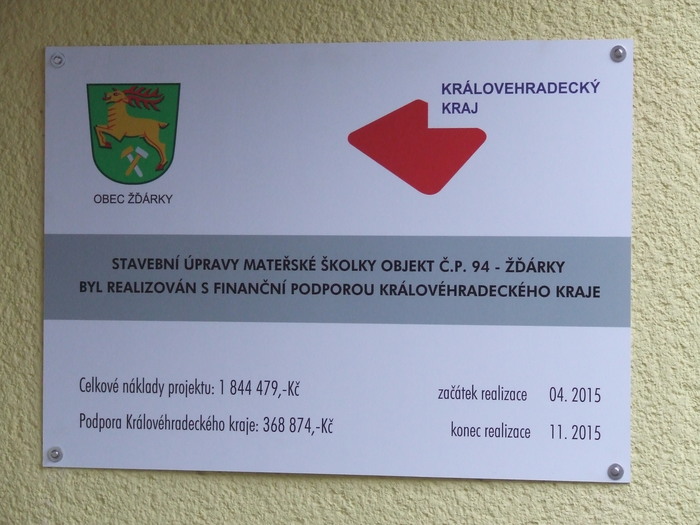 KRÁLOVEHRADECKÝ
KRAJ
OBEC ŽĎÁRKY
STAVEBNÍ ÚPRAVY MATEŘSKÉ ŠKOLKY OBJEKT Č.P. 94 - ŽĎÁRKY
BYL REALIZOVÁN S FINANČNÍ PODPOROU KRÁLOVÉHRADECKÉHO KRAJE
Celkové náklady projektu: 1 844 479,-Kč
Podpora Královéhradeckého kraje: 368 874,-Kč
začátek realizace 04. 2015
konec realizace 11. 2015